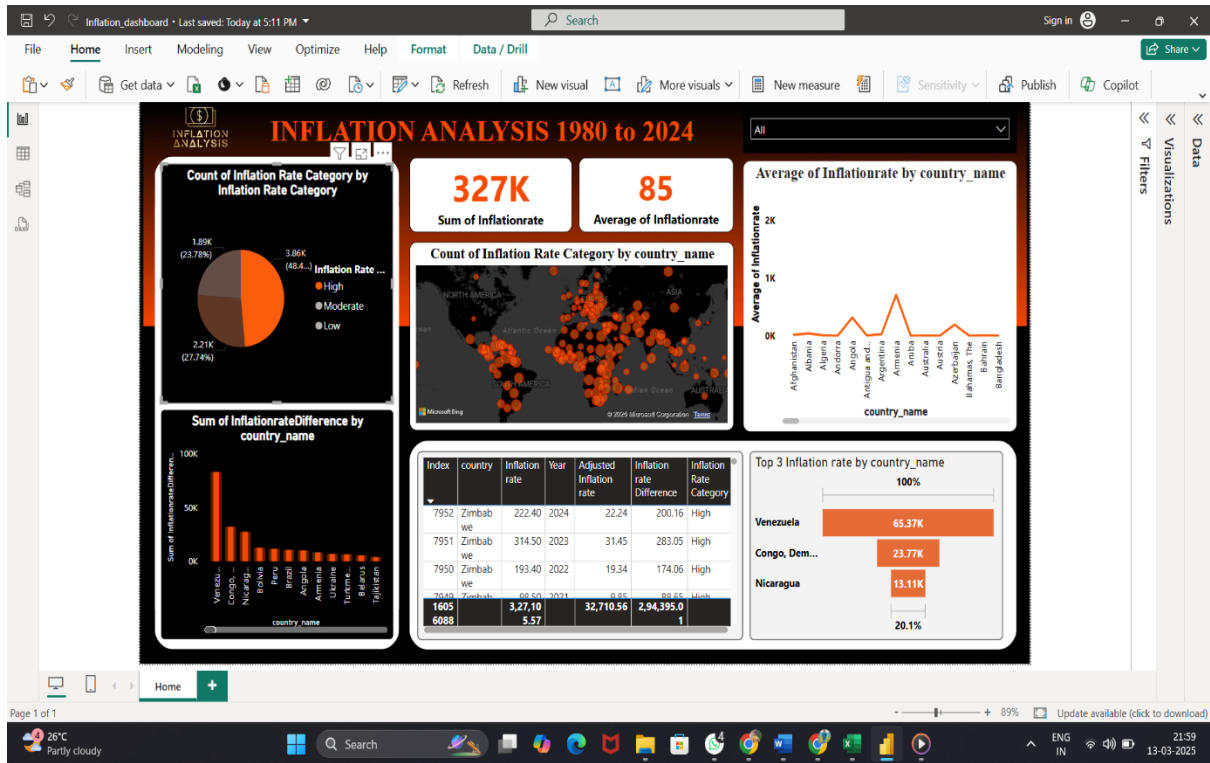 Inflation_dashboard • Last saved: Today at 5:11 PM
Search
Sign in
File Home Insert Modeling View Optimize Help Format Data / Drill
Share
Get data
Refresh
New visual
More visuals
New measure
Sensitivity
Publish
Copilot
($)
INFLATION
ANALYSIS
INFLATION ANALYSIS 1980 to 2024
All
Count of Inflation Rate Category by
Inflation Rate Category
1.89K
(23.78%)
3.86K
(48.4...)
2.21K
(27.74%)
Inflation Rate ...
High
Moderate
Low
327K
Sum of Inflationrate
85
Average of Inflationrate
Average of Inflationrate by country_name
Average of Inflationrate
2K
1K
0K
Afghanistan
Albania
Algeria
Andorra
Angola
Antigua and...
Argentina
Armenia
Aruba
Australia
Austria
Azerbaijan
Bahamas, The
Bahrain
Bangladesh
country_name
Count of Inflation Rate Category by country_name
NORTH AMERICA
ASIA
Atlantic Ocean
SOUTH AMERICA
AUSTRALI
Microsoft Bing
Microsoft Corporation Terms
Sum of InflationrateDifference by
country_name
Sum of InflationrateDifferen...
100K
50K
0K
Venezu...
Congo, ...
Nicarag...
Bolivia
Peru
Brazil
Angola
Armenia
Ukraine
Turkme...
Belarus
Tajikistan
country_name
Index country Inflation rate Year Adjusted Inflation rate Inflation rate Difference Inflation Rate Category
7952 Zimbabwe 222.40 2024 22.24 200.16 High
7951 Zimbabwe 314.50 2023 31.45 283.05 High
7950 Zimbabwe 193.40 2022 19.34 174.06 High
7949 Zimbab 98.50 2021 9.85 88.65 High
16056088 3,27,105.57 32,710.56 2,94,395.01
Top 3 Inflation rate by country_name
100%
Venezuela 65.37K
Congo, Dem... 23.77K
Nicaragua 13.11K
20.1%
Filters
Visualizations
Data
Home
Page 1 of 1
89%
Update available (click to download)
4
26°C
Partly cloudy
Search
4
ENG
IN
21:59
13-03-2025